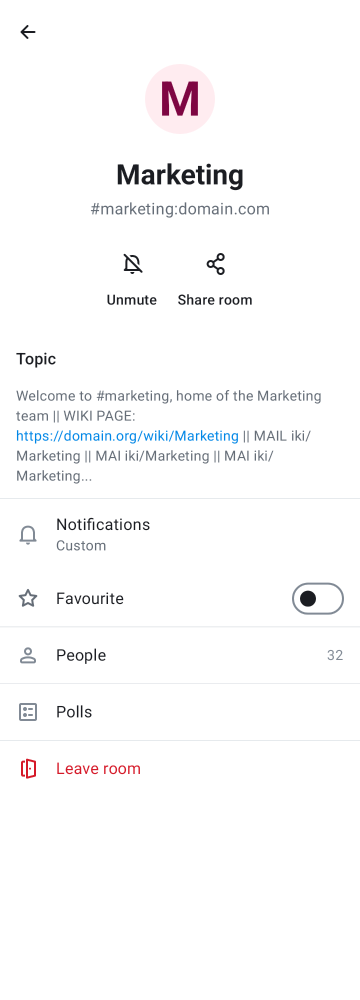 M
Marketing
#marketing:domain.com
Unmute
Share room
Topic
Welcome to #marketing, home of the Marketing
team || WIKI PAGE:
https://domain.org/wiki/Marketing || MAIL iki/
Marketing || MAI iki/Marketing || MAI iki/
Marketing...
Notifications
Custom
Favourite
People 32
Polls
Leave room